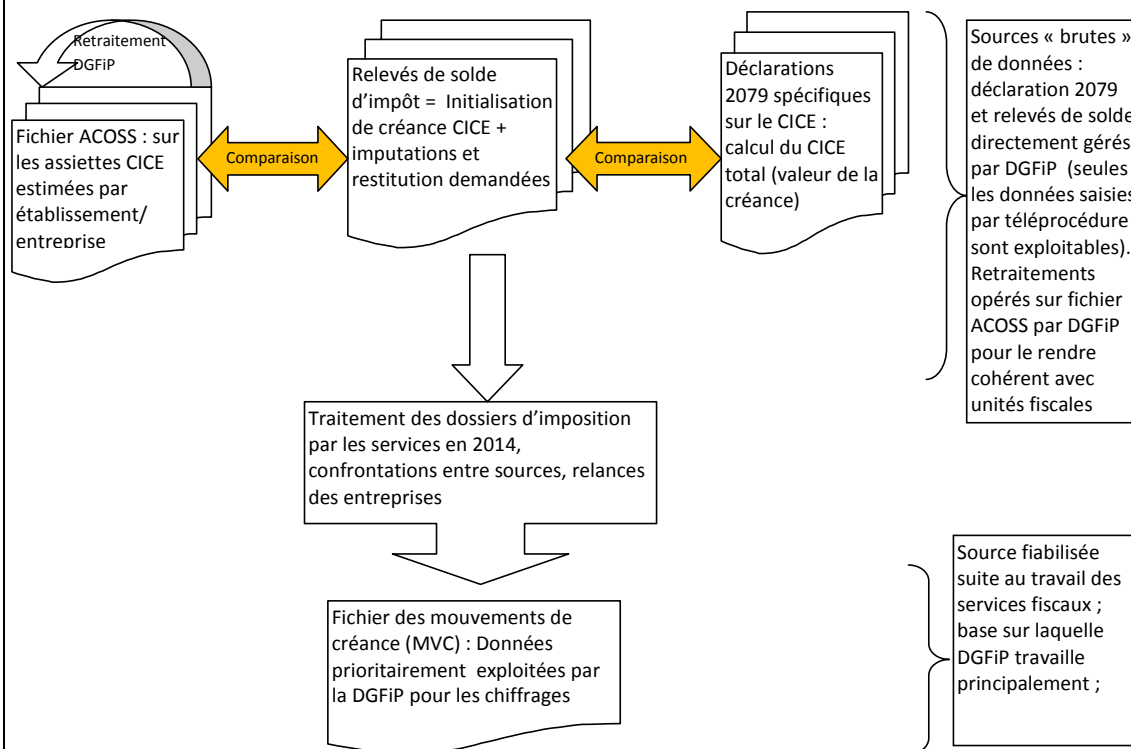 Retraitement
DGFiP
Fichier ACOSS : sur
les assiettes CICE
estimées par
établissement/
entreprise
Comparaison
Relevés de solde
d’impôt = Initialisation
de créance CICE +
imputations et
restitution demandées
Comparaison
Déclarations
2079 spécifiques
sur le CICE :
calcul du CICE
total (valeur de la
créance)
Sources « brutes »
de données :
déclaration 2079
et relevés de solde
directement gérés
par DGFiP (seules
les données saisies
par téléprocédure
sont exploitables).
Retraitements
opérés sur fichier
ACOSS par DGFiP
pour le rendre
cohérent avec
unités fiscales
Traitement des dossiers d’imposition
par les services en 2014,
confrontations entre sources, relances
des entreprises
Fichier des mouvements de
créance (MVC) : Données
prioritairement exploitées par
la DGFiP pour les chiffrages
Source fiabilisée
suite au travail des
services fiscaux ;
base sur laquelle
DGFiP travaille
principalement ;